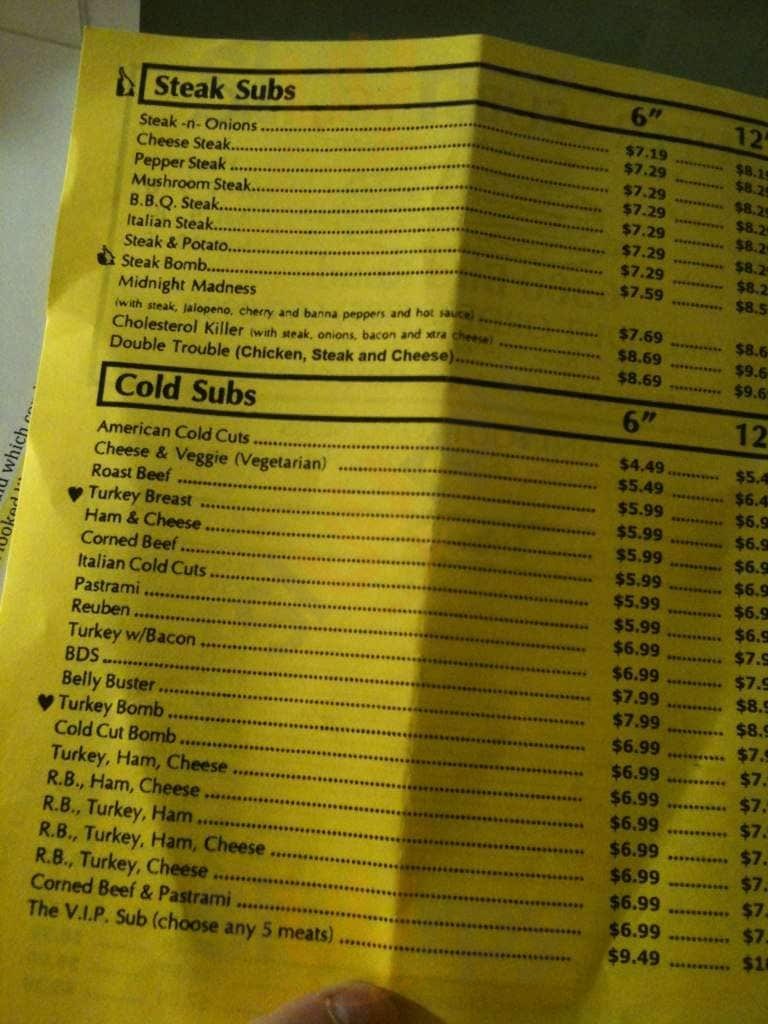 Steak Subs 6" 12"
Steak -n- Onions $7.19
Cheese Steak $7.29
Pepper Steak $7.29
Mushroom Steak $7.29
B.B.Q. Steak $7.29
Italian Steak $7.29
Steak & Potato $7.29
Steak Bomb $7.59
Midnight Madness
(with steak, Jalopeno, cherry and banna peppers and hot sauce) $7.69
Cholesterol Killer (with steak, onions, bacon and xtra cheese) $8.69
Double Trouble (Chicken, Steak and Cheese) $8.69
Cold Subs 6" 12
American Cold Cuts $4.49
Cheese & Veggie (Vegetarian) $5.49
Roast Beef $5.99
Turkey Breast $5.99
Ham & Cheese $5.99
Corned Beef $5.99
Italian Cold Cuts $5.99
Pastrami $5.99
Reuben $6.99
Turkey w/Bacon $6.99
BDS $7.99
Belly Buster $7.99
Turkey Bomb $6.99
Cold Cut Bomb $6.99
Turkey, Ham, Cheese $6.99
R.B., Ham, Cheese $6.99
R.B., Turkey, Ham $6.99
R.B., Turkey, Ham, Cheese $6.99
R.B., Turkey, Cheese $6.99
Corned Beef & Pastrami $6.99
The V.I.P. Sub (choose any 5 meats) $9.49